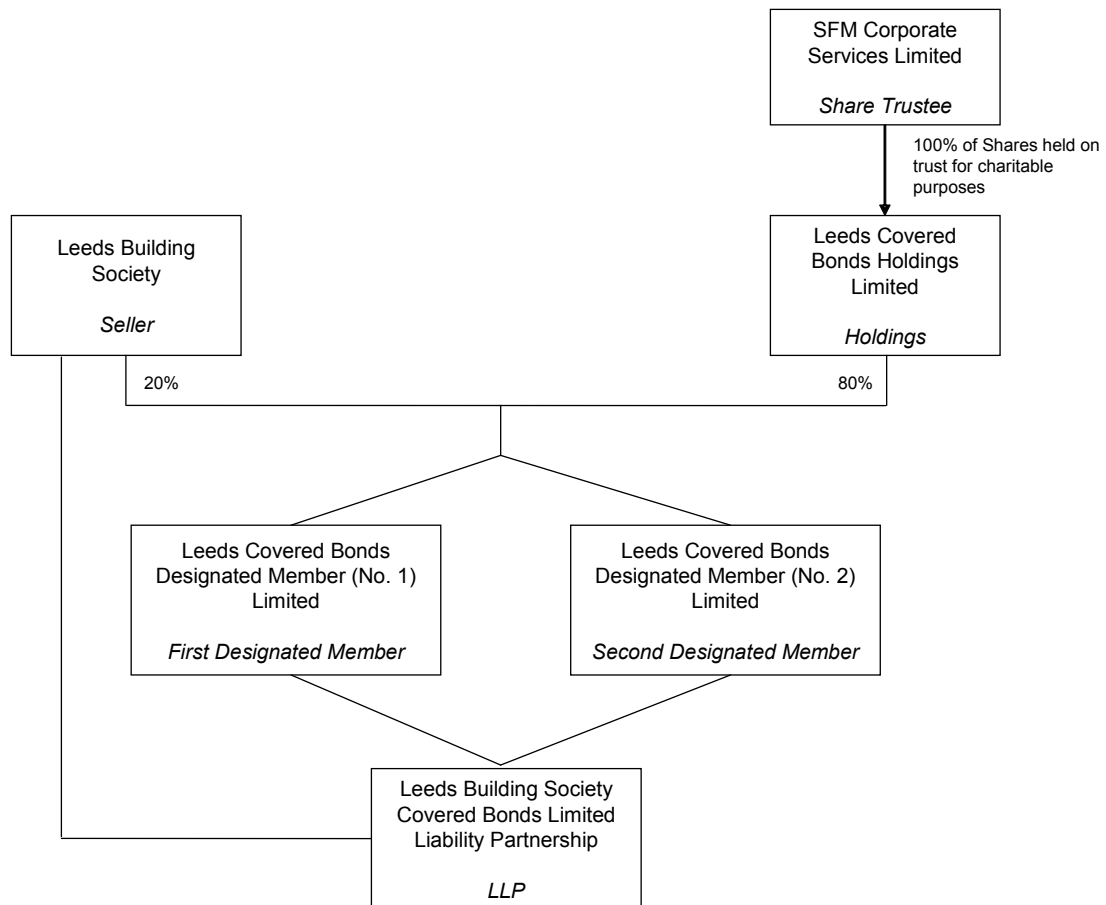 SFM Corporate
Services Limited
Share Trustee
100% of Shares held on
trust for charitable
purposes
Leeds Building
Society
Seller
Leeds Covered
Bonds Holdings
Limited
Holdings
20%
80%
Leeds Covered Bonds
Designated Member (No. 1)
Limited
First Designated Member
Leeds Covered Bonds
Designated Member (No. 2)
Limited
Second Designated Member
Leeds Building Society
Covered Bonds Limited
Liability Partnership
LLP